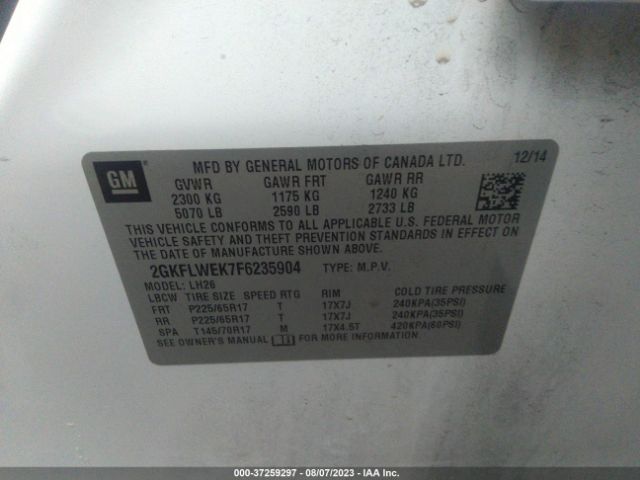 GM
MFD BY GENERAL MOTORS OF CANADA LTD. 12/14
GVWR GAWR FRT GAWR RR
2300 KG 1175 KG 1240 KG
5070 LB 2590 LB 2733 LB
THIS VEHICLE CONFORMS TO ALL APPLICABLE U.S. FEDERAL MOTOR
VEHICLE SAFETY AND THEFT PREVENTION STANDARDS IN EFFECT ON
THE DATE OF MANUFACTURE SHOWN ABOVE.
2GKFLWEK7F6235904 TYPE: M.P.V.
MODEL: LH26
LBCW TIRE SIZE SPEED RTG RIM COLD TIRE PRESSURE
FRT P225/65R17 T 17X7J 240KPA(35PSI)
RR P225/65R17 T 17X7J 240KPA(35PSI)
SPA T145/70R17 M 17X4.5T 420KPA(60PSI)
SEE OWNER'S MANUAL FOR MORE INFORMATION.
000-37259297 - 08/07/2023 - IAA Inc.